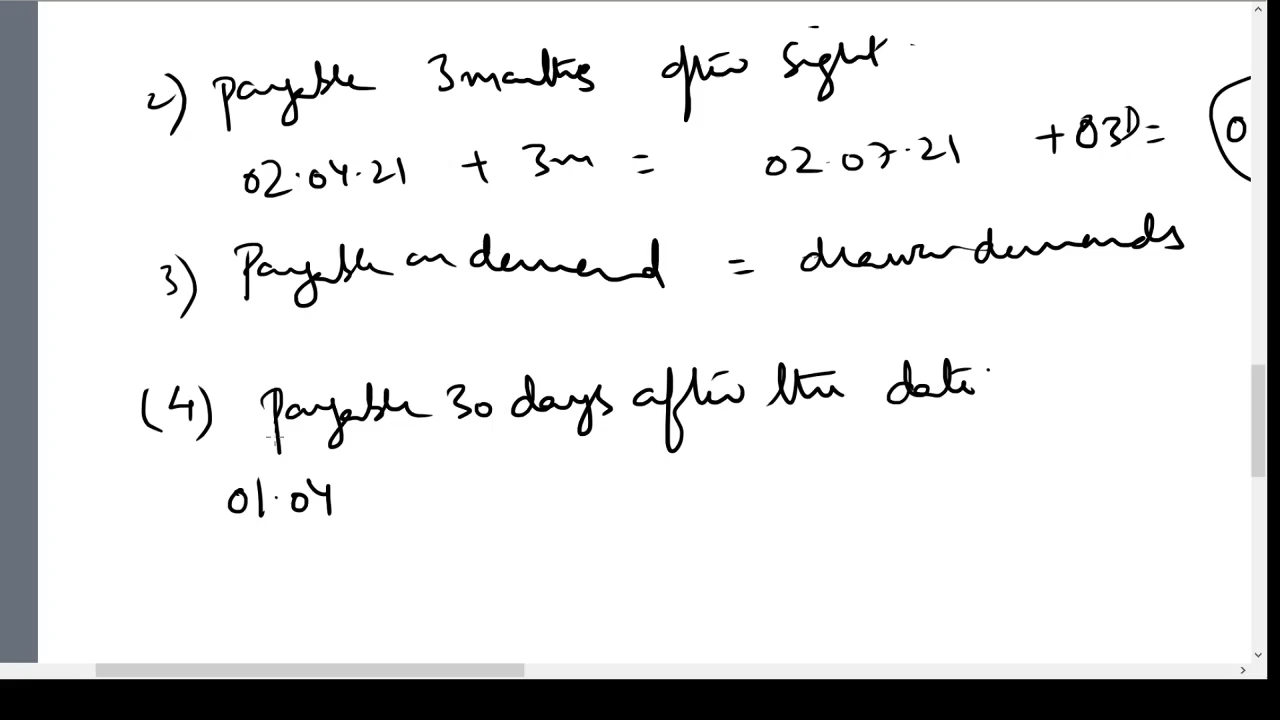 2) Payable 3 months after sight.
02.04.21 + 3m = 02.07.21 + 03D = 0
3) Payable on demand = drawer demands
(4) Payable 30 days after the date.
01.04